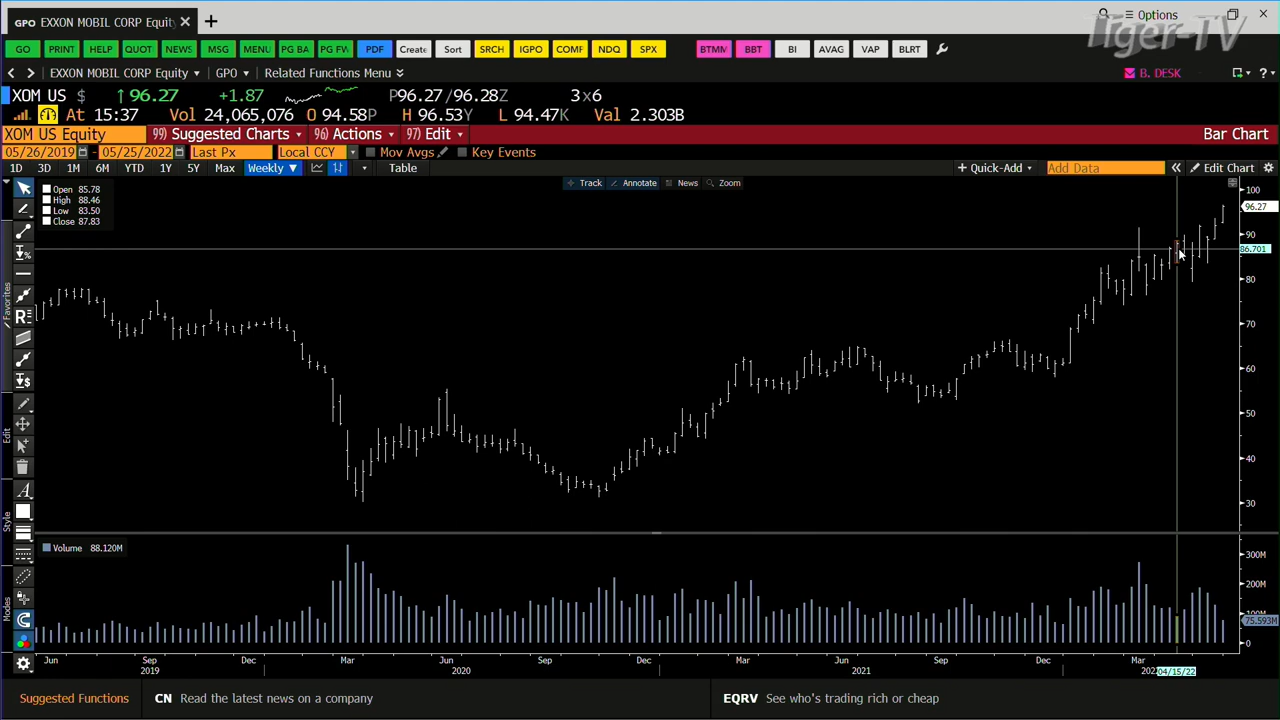 GPO EXXON MOBIL CORP Equity × +
Options
Tiger-TV
GO PRINT HELP QUOT NEWS MSG MENU PG BA PG FV PDF Create Sort SRCH IGPO COMF NDQ SPX BTMM BBT BI AVAG VAP BLRT
EXXON MOBIL CORP Equity GPO Related Functions Menu B. DESK ?
XOM US $ ↑ 96.27 +1.87 P96.27/96.28Z 3x6
At 15:37 Vol 24,065,076 O 94.58P H 96.53Y L 94.47K Val 2.303B
XOM US Equity 99) Suggested Charts 96) Actions 97) Edit Bar Chart
05/26/2019 - 05/25/2022 Last Px Local CCY Mov Avgs Key Events
1D 3D 1M 6M YTD 1Y 5Y Max Weekly ▼ Table + Quick-Add Add Data « Edit Chart
Track Annotate News Zoom
Open 85.78
High 88.46
Low 83.50
Close 87.83
100
96.27
90
86.701
80
70
60
50
40
30
Favorites
Edit
Style
Modes
Volume 88.120M
300M
200M
100M
75.593M
0
Jun Sep Dec Mar Jun Sep Dec Mar Jun Sep Dec Mar
2019 2020 2021 202 04/15/22
Suggested Functions CN Read the latest news on a company EQRV See who's trading rich or cheap